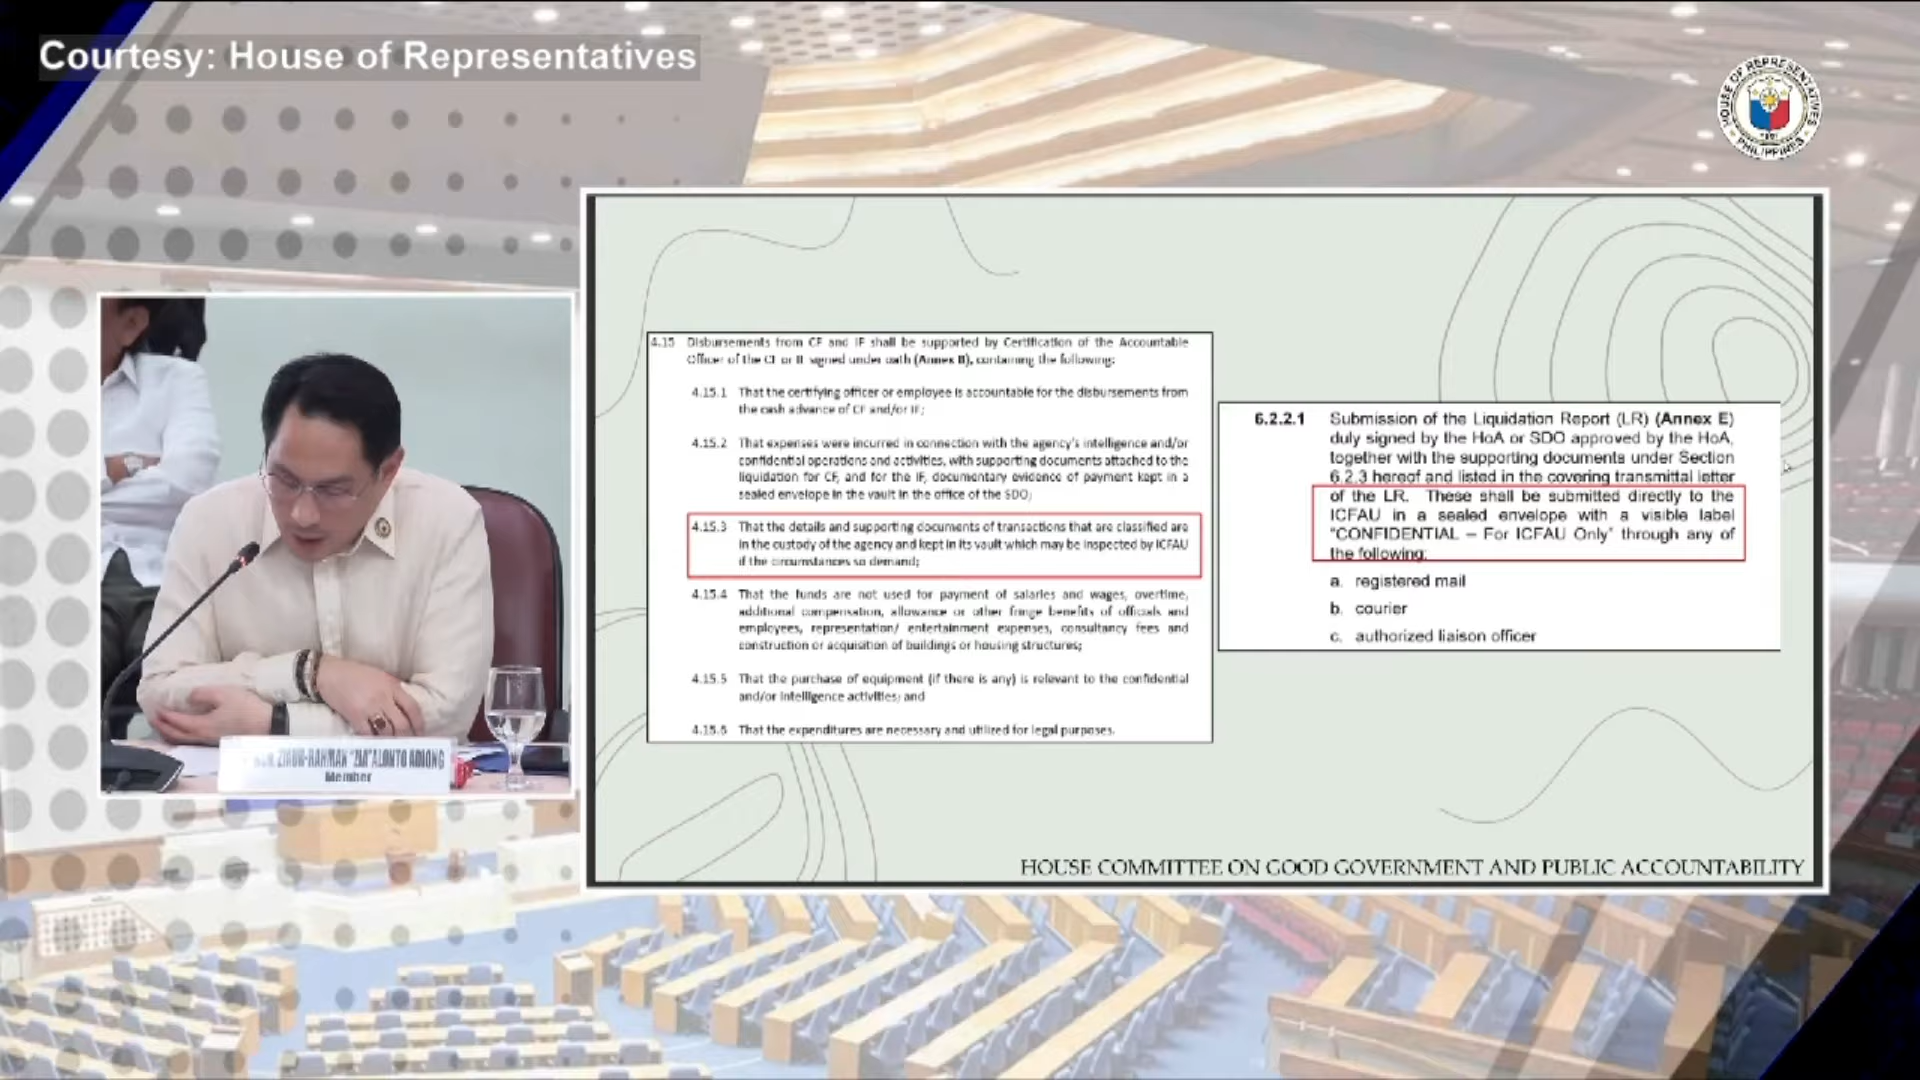 Courtesy: House of Representatives
HOUSE OF REPRESENTATIVES
PHILIPPINES
4.15 Disbursements from CF and IF shall be supported by Certification of the Accountable
Officer of the CF or IF signed under oath (Annex B), containing the following:
4.15.1 That the certifying officer or employee is accountable for the disbursements from
the cash advance of CF and/or IF;
4.15.2 That expenses were incurred in connection with the agency's intelligence and/or
confidential operations and activities, with supporting documents attached to the
liquidation for CF, and for the IF, documentary evidence of payment kept in a
sealed envelope in the vault in the office of the SDO;
4.15.3 That the details and supporting documents of transactions that are classified are
in the custody of the agency and kept in its vault which may be inspected by ICFAU
if the circumstances so demand;
4.15.4 That the funds are not used for payment of salaries and wages, overtime,
additional compensation, allowance or other fringe benefits of officials and
employees, representation/ entertainment expenses, consultancy fees and
construction or acquisition of buildings or housing structures;
4.15.5 That the purchase of equipment (if there is any) is relevant to the confidential
and/or intelligence activities; and
4.15.6 That the expenditures are necessary and utilized for legal purposes.
6.2.2.1 Submission of the Liquidation Report (LR) (Annex E)
duly signed by the HoA or SDO approved by the HoA,
together with the supporting documents under Section
6.2.3 hereof and listed in the covering transmittal letter
of the LR. These shall be submitted directly to the
ICFAU in a sealed envelope with a visible label
"CONFIDENTIAL – For ICFAU Only" through any of
the following:
a. registered mail
b. courier
c. authorized liaison officer
HON. ZIAUR-RAHMAN "ZIA" ALONTO ADIONG
Member
HOUSE COMMITTEE ON GOOD GOVERNMENT AND PUBLIC ACCOUNTABILITY